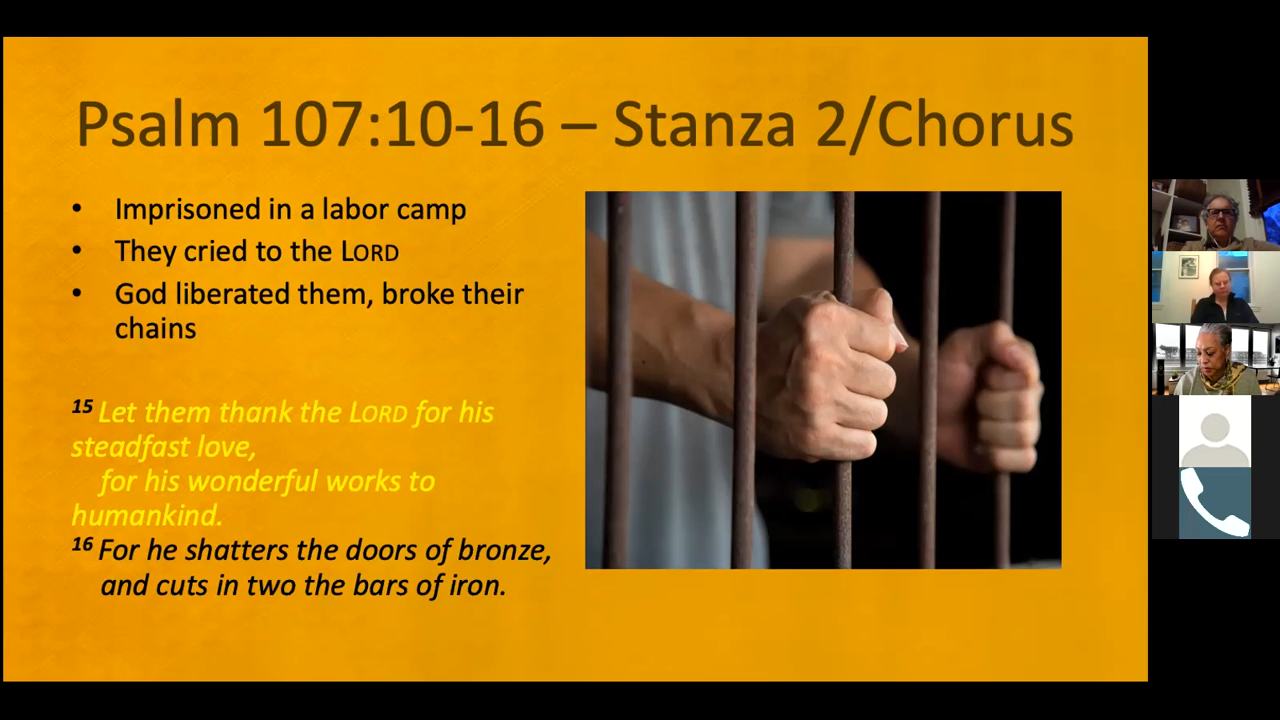 Psalm 107:10-16 – Stanza 2/Chorus
• Imprisoned in a labor camp
• They cried to the LORD
• God liberated them, broke their
chains
15 Let them thank the LORD for his
steadfast love,
for his wonderful works to
humankind.
16 For he shatters the doors of bronze,
and cuts in two the bars of iron.